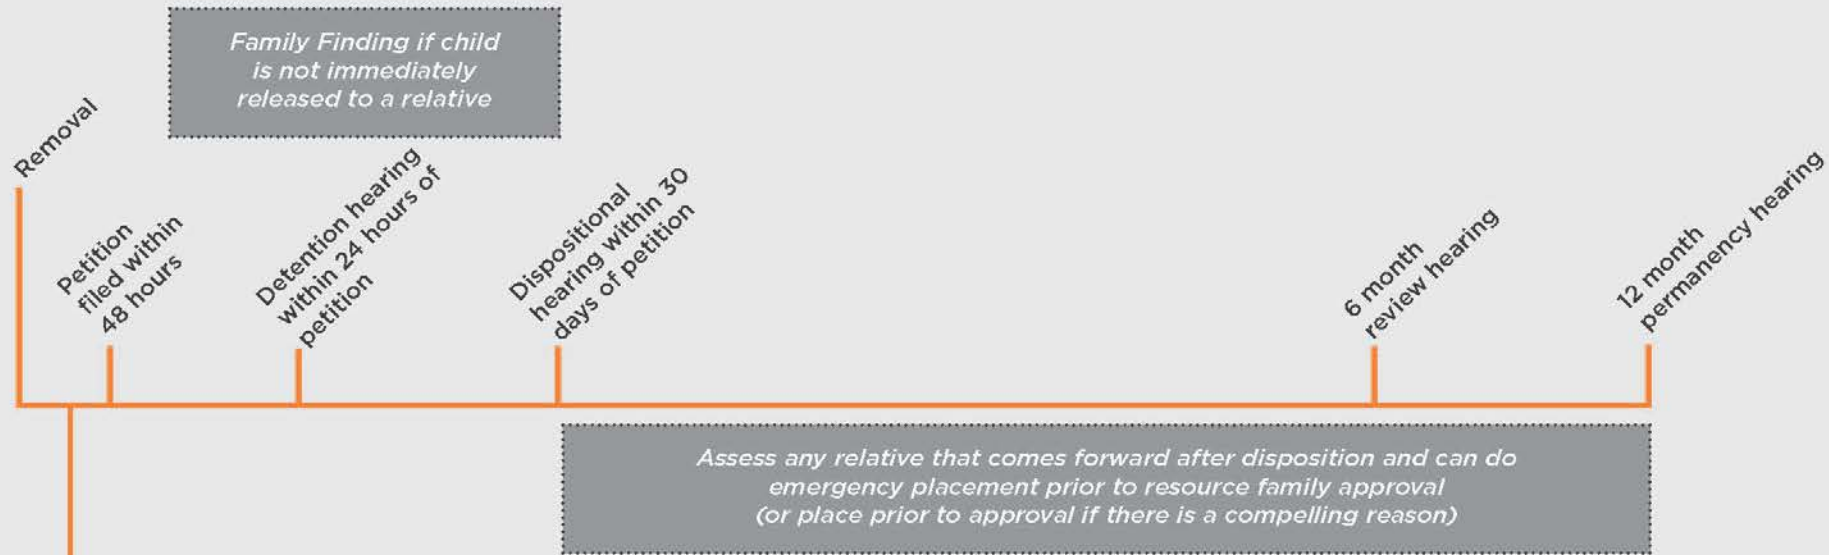 Family Finding if child
is not immediately
released to a relative
Removal
Petition
filed within
48 hours
Detention hearing
within 24 hours of
petition
Dispositional
hearing within 30
days of petition
6 month
review hearing
12 month
permanency hearing
Assess any relative that comes forward after disposition and can do
emergency placement prior to resource family approval
(or place prior to approval if there is a compelling reason)